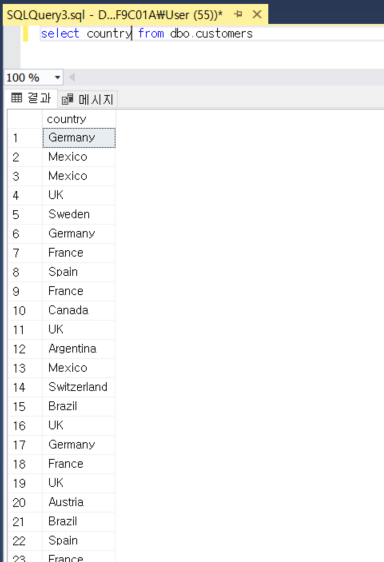 SQLQuery3.sql - D...F9C01A￦User (55))*
select country from dbo.customers
100 %
결과 메시지
country
1 Germany
2 Mexico
3 Mexico
4 UK
5 Sweden
6 Germany
7 France
8 Spain
9 France
10 Canada
11 UK
12 Argentina
13 Mexico
14 Switzerland
15 Brazil
16 UK
17 Germany
18 France
19 UK
20 Austria
21 Brazil
22 Spain
23 France